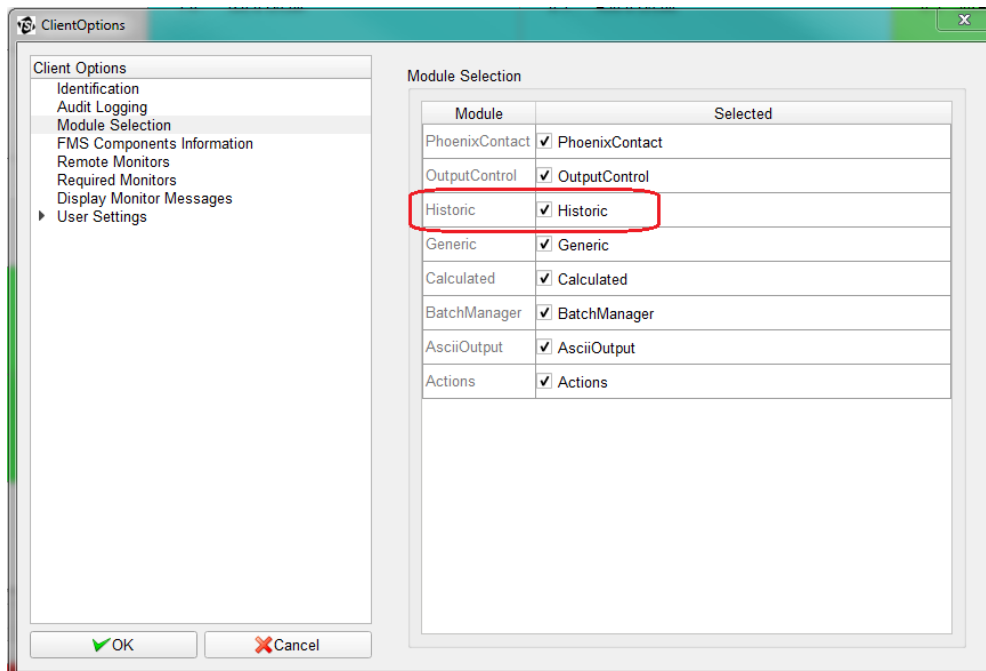 TSI ClientOptions
Client Options
Identification
Audit Logging
Module Selection
FMS Components Information
Remote Monitors
Required Monitors
Display Monitor Messages
User Settings
OK Cancel
Module Selection
Module Selected
PhoenixContact PhoenixContact
OutputControl OutputControl
Historic Historic
Generic Generic
Calculated Calculated
BatchManager BatchManager
AsciiOutput AsciiOutput
Actions Actions